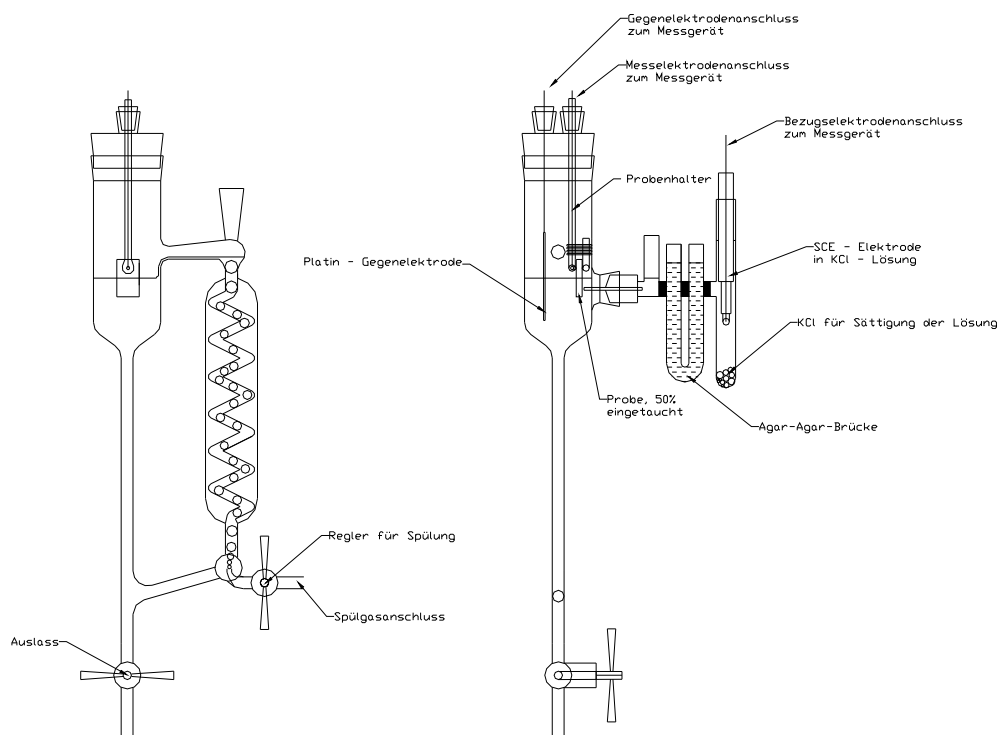 Gegenelektrodenanschluss
zum Messgerät
Messelektrodenanschluss
zum Messgerät
Bezugselektrodenanschluss
zum Messgerät
Probenhalter
SCE - Elektrode
in KCl - Lösung
Platin - Gegenelektrode
KCl für Sättigung der Lösung
Probe, 50%
eingetaucht
Agar-Agar-Brücke
Regler für Spülung
Spülgasanschluss
Auslass